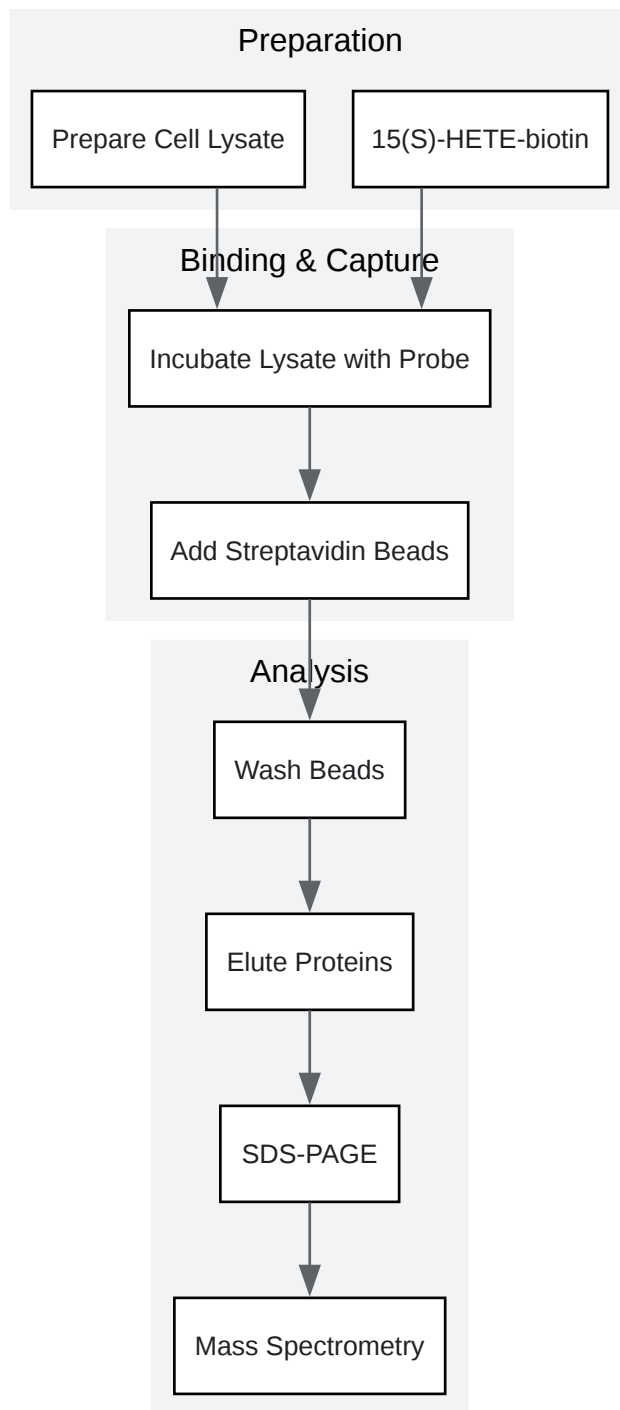 Preparation
Prepare Cell Lysate
15(S)-HETE-biotin
Binding & Capture
Incubate Lysate with Probe
Add Streptavidin Beads
Analysis
Wash Beads
Elute Proteins
SDS-PAGE
Mass Spectrometry